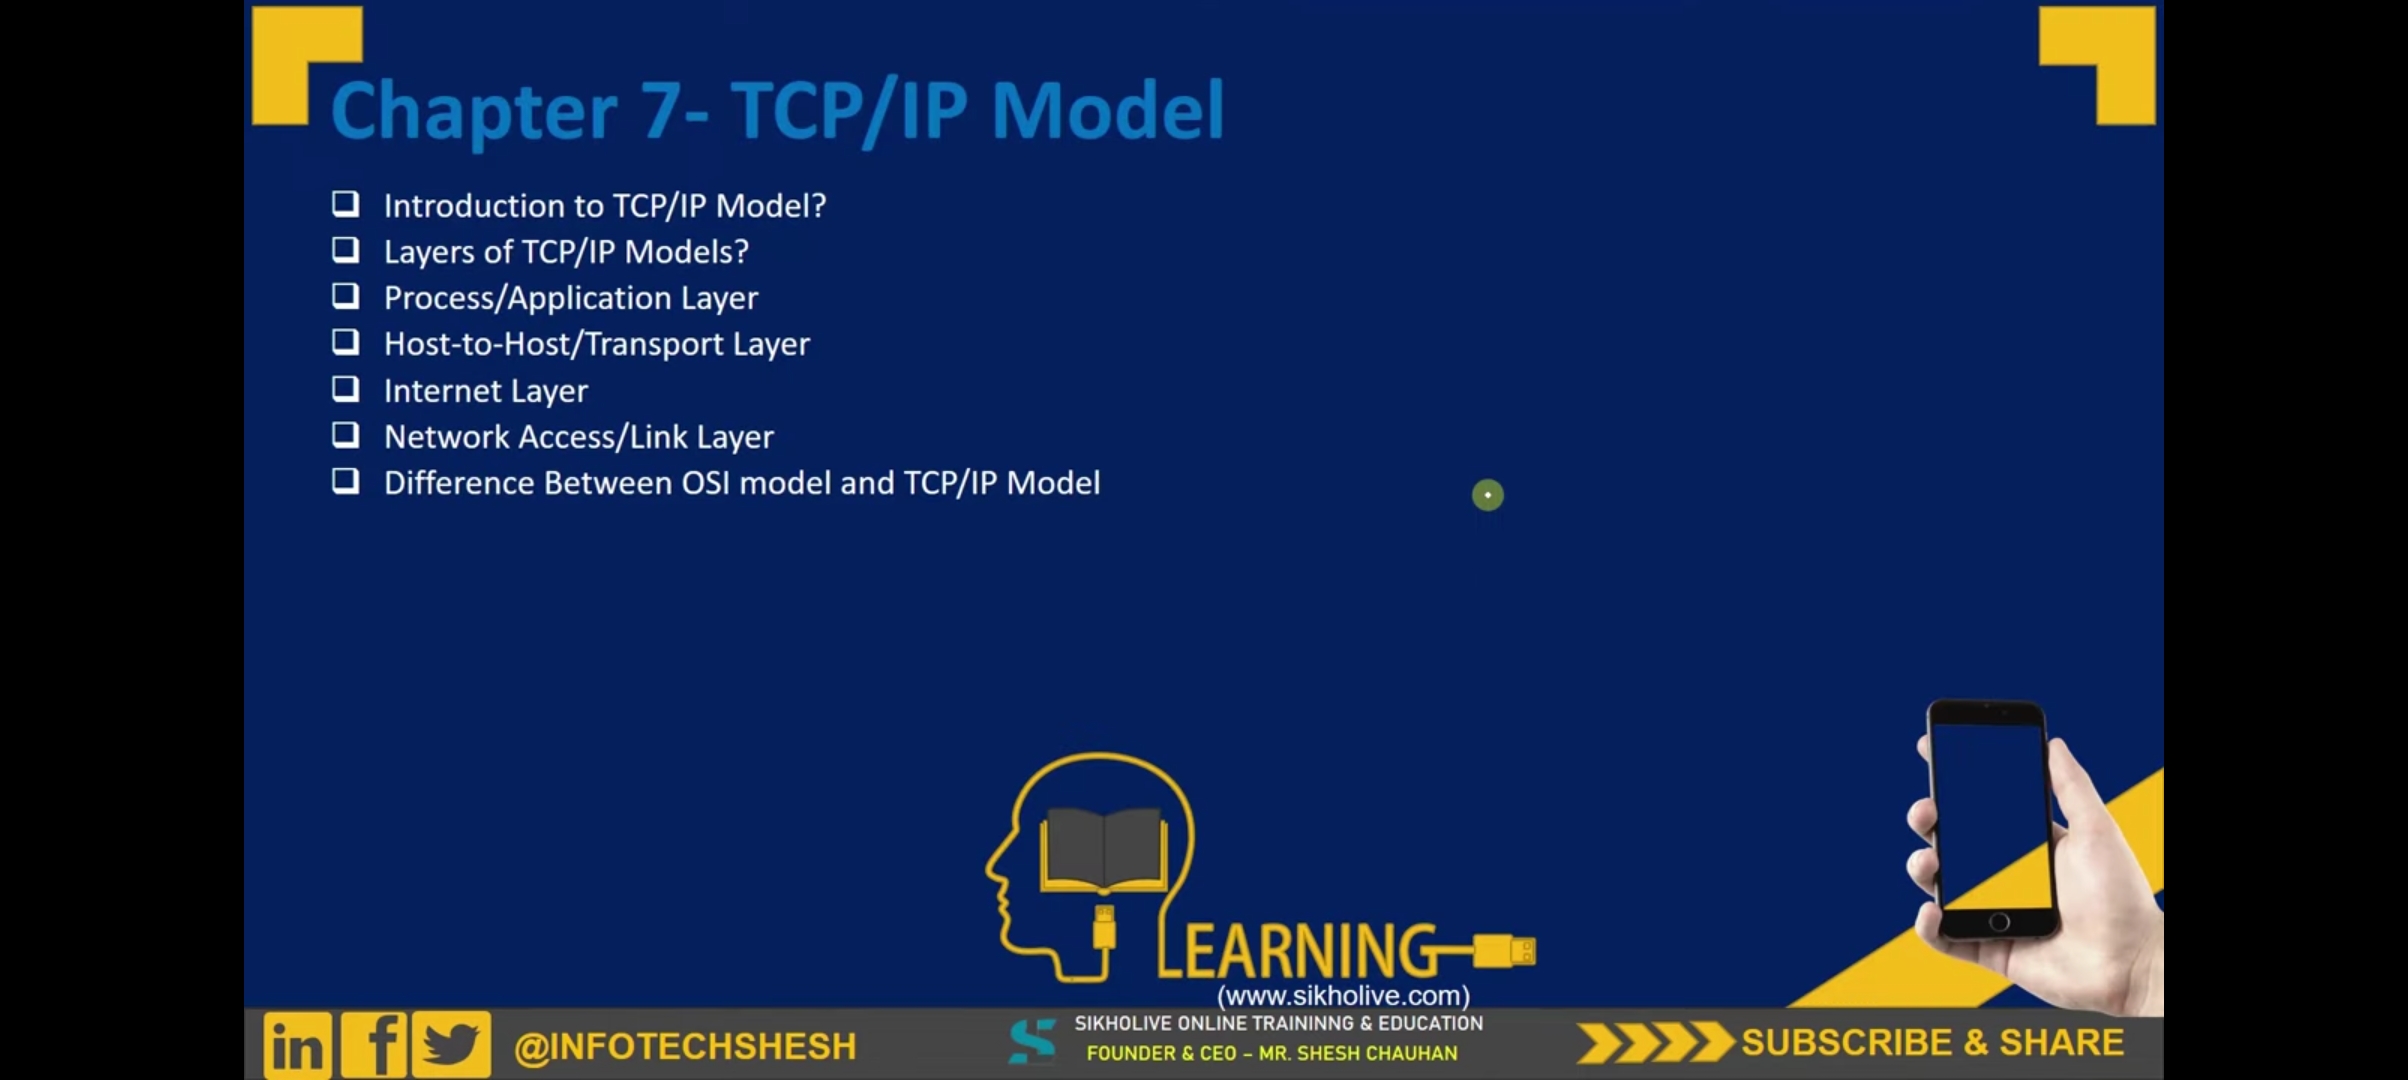 Chapter 7- TCP/IP Model
Introduction to TCP/IP Model?
Layers of TCP/IP Models?
Process/Application Layer
Host-to-Host/Transport Layer
Internet Layer
Network Access/Link Layer
Difference Between OSI model and TCP/IP Model
LEARNING
(www.sikholive.com)
in f @INFOTECHSHESH
SIKHOLIVE ONLINE TRAININNG & EDUCATION
FOUNDER & CEO – MR. SHESH CHAUHAN
SUBSCRIBE & SHARE